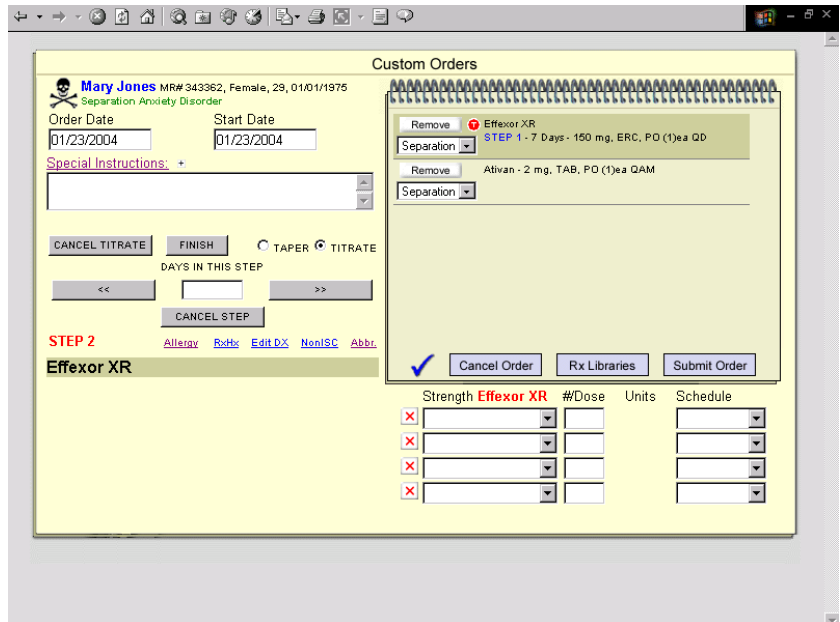 Custom Orders
Mary Jones MR# 343362, Female, 29, 01/01/1975
Separation Anxiety Disorder
Order Date Start Date
01/23/2004 01/23/2004
Special Instructions: +
CANCEL TITRATE FINISH TAPER TITRATE
DAYS IN THIS STEP
<< >>
CANCEL STEP
STEP 2 Allergy RxHx Edit DX NonISC Abbr.
Effexor XR
Remove T Effexor XR
Separation STEP 1 - 7 Days - 150 mg, ERC, PO (1)ea QD
Remove Ativan - 2 mg, TAB, PO (1)ea QAM
Separation
Cancel Order Rx Libraries Submit Order
Strength Effexor XR #/Dose Units Schedule